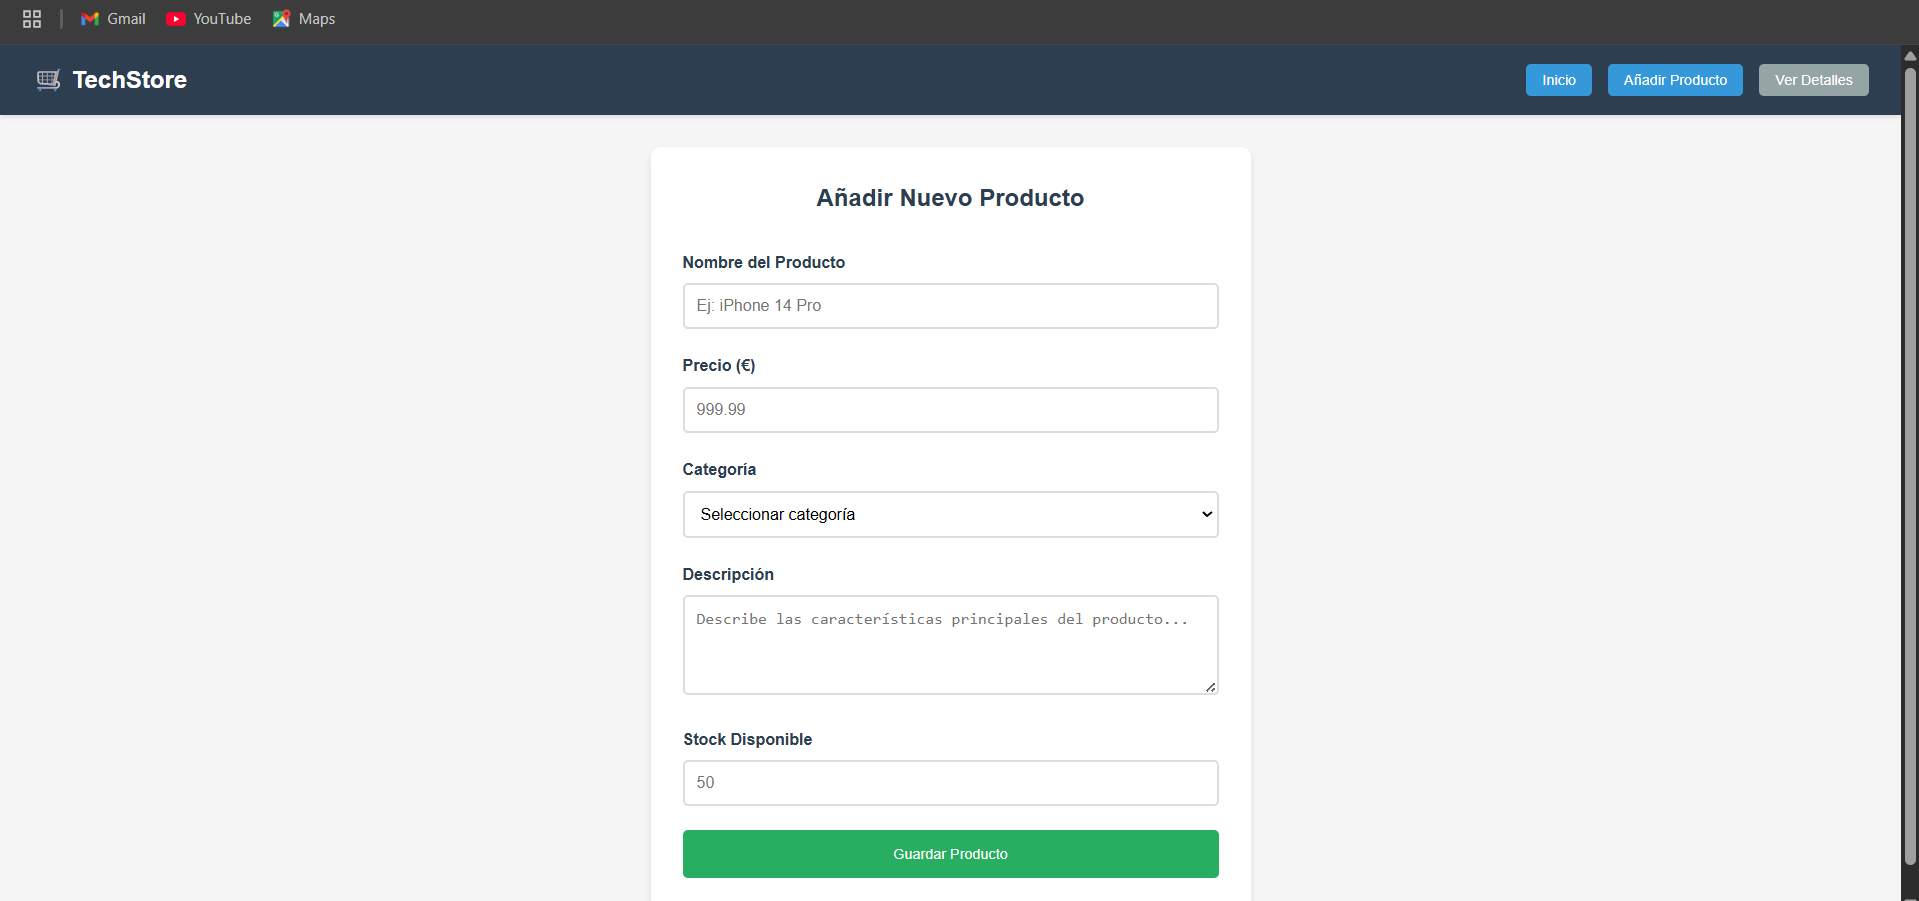 Gmail YouTube Maps
TechStore Inicio Añadir Producto Ver Detalles
Añadir Nuevo Producto
Nombre del Producto
Ej: iPhone 14 Pro
Precio (€)
999.99
Categoría
Seleccionar categoría
Descripción
Describe las características principales del producto...
Stock Disponible
50
Guardar Producto